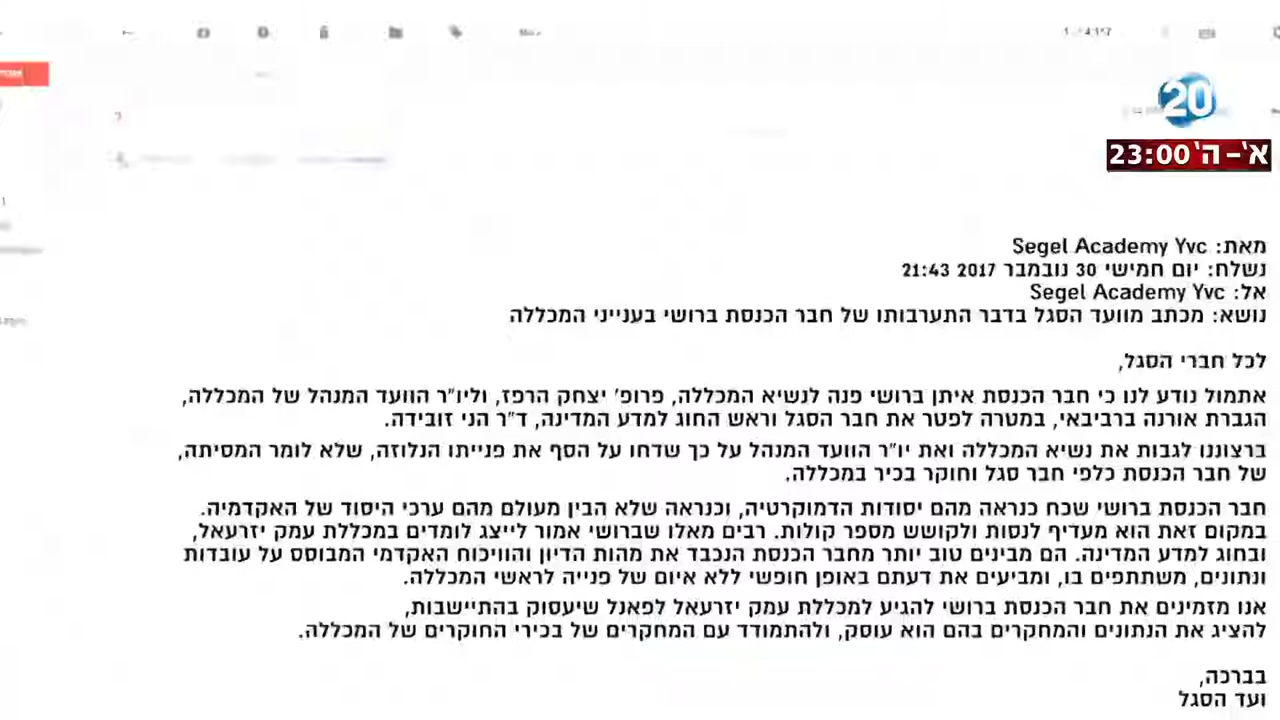 20
א'-ה' 23:00
מאת: Segel Academy Yvc
נשלח: יום חמישי 30 נובמבר 2017 21:43
אל: Segel Academy Yvc
נושא: מכתב מוועד הסגל בדבר התערבותו של חבר הכנסת ברושי בענייני המכללה
לכל חברי הסגל,
אתמול נודע לנו כי חבר הכנסת איתן ברושי פנה לנשיא המכללה, פרופ' יצחק הרפז, וליו"ר הוועד המנהל של המכללה,
הגברת אורנה ברביבאי, במטרה לפטר את חבר הסגל וראש החוג למדע המדינה, ד"ר הני זובידה.
ברצוננו לגבות את נשיא המכללה ואת יו"ר הוועד המנהל על כך שדחו על הסף את פנייתו הנלוזה, שלא לומר המסיתה,
של חבר הכנסת כלפי חבר סגל וחוקר בכיר במכללה.
חבר הכנסת ברושי שכח כנראה מהם יסודות הדמוקרטיה, וכנראה שלא הבין מעולם מהם ערכי היסוד של האקדמיה.
במקום זאת הוא מעדיף לנסות ולקושש מספר קולות. רבים מאלו שברושי אמור לייצג לומדים במכללת עמק יזרעאל,
ובחוג למדע המדינה. הם מבינים טוב יותר מחבר הכנסת הנכבד את מהות הדיון והוויכוח האקדמי המבוסס על עובדות
ונתונים, משתתפים בו, ומביעים את דעתם באופן חופשי ללא איום של פנייה לראשי המכללה.
אנו מזמינים את חבר הכנסת ברושי להגיע למכללת עמק יזרעאל לפאנל שיעסוק בהתיישבות,
להציג את הנתונים והמחקרים בהם הוא עוסק, ולהתמודד עם המחקרים של בכירי החוקרים של המכללה.
בברכה,
ועד הסגל